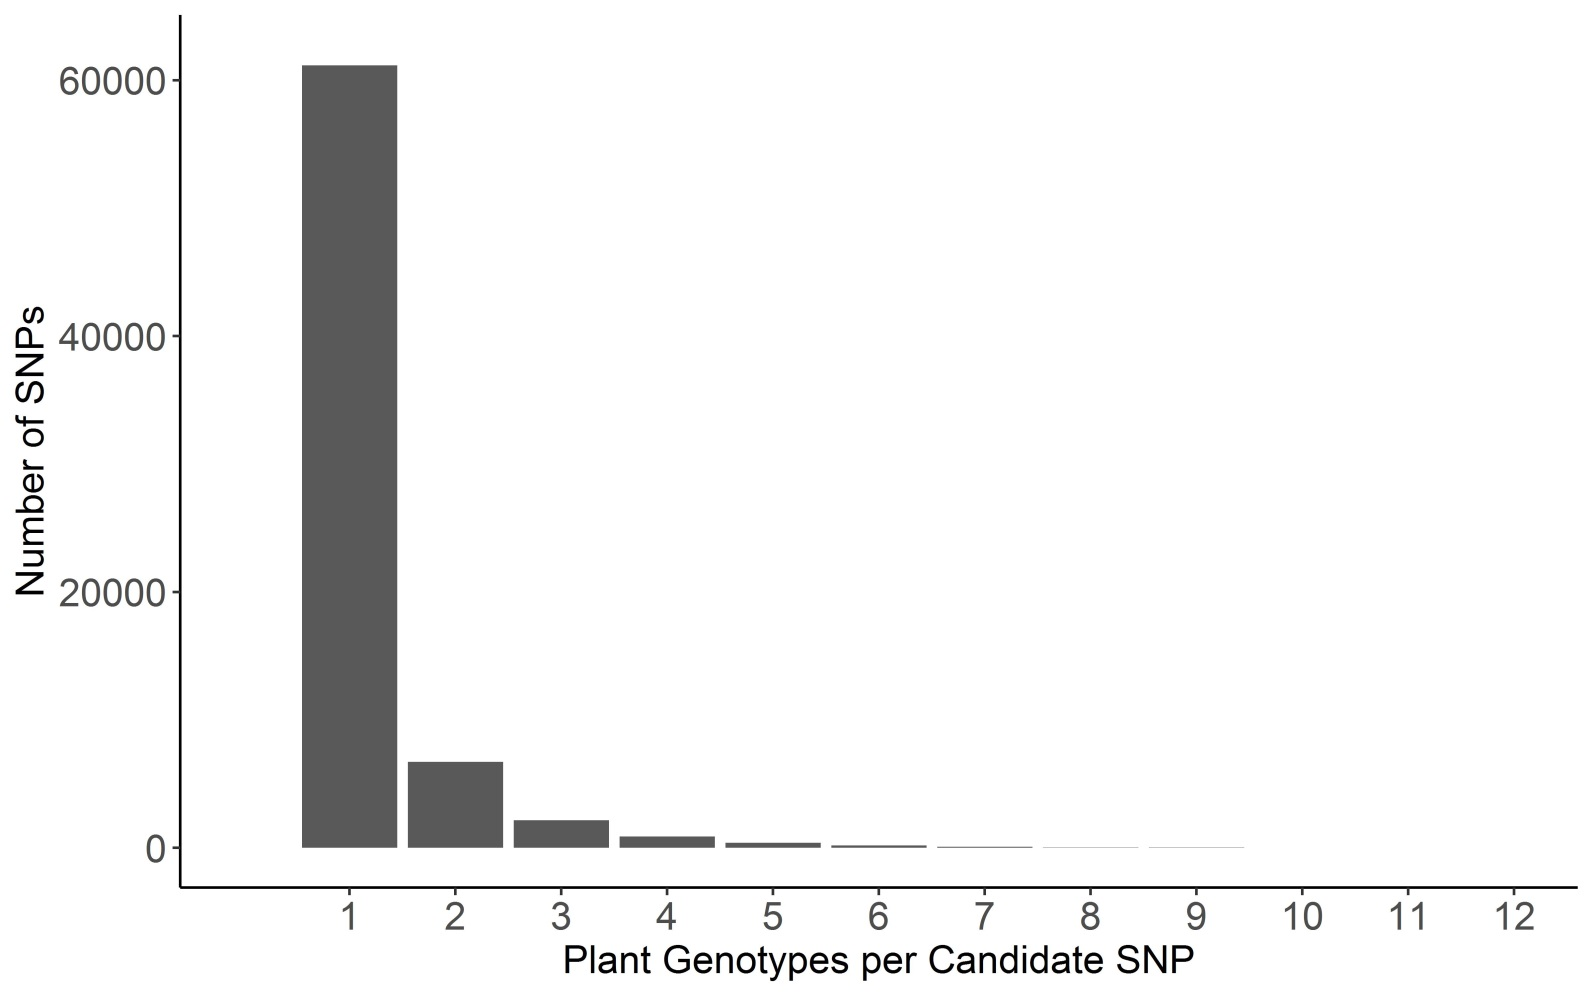 Number of SNPs
60000
40000
20000
0
1 2 3 4 5 6 7 8 9 10 11 12
Plant Genotypes per Candidate SNP